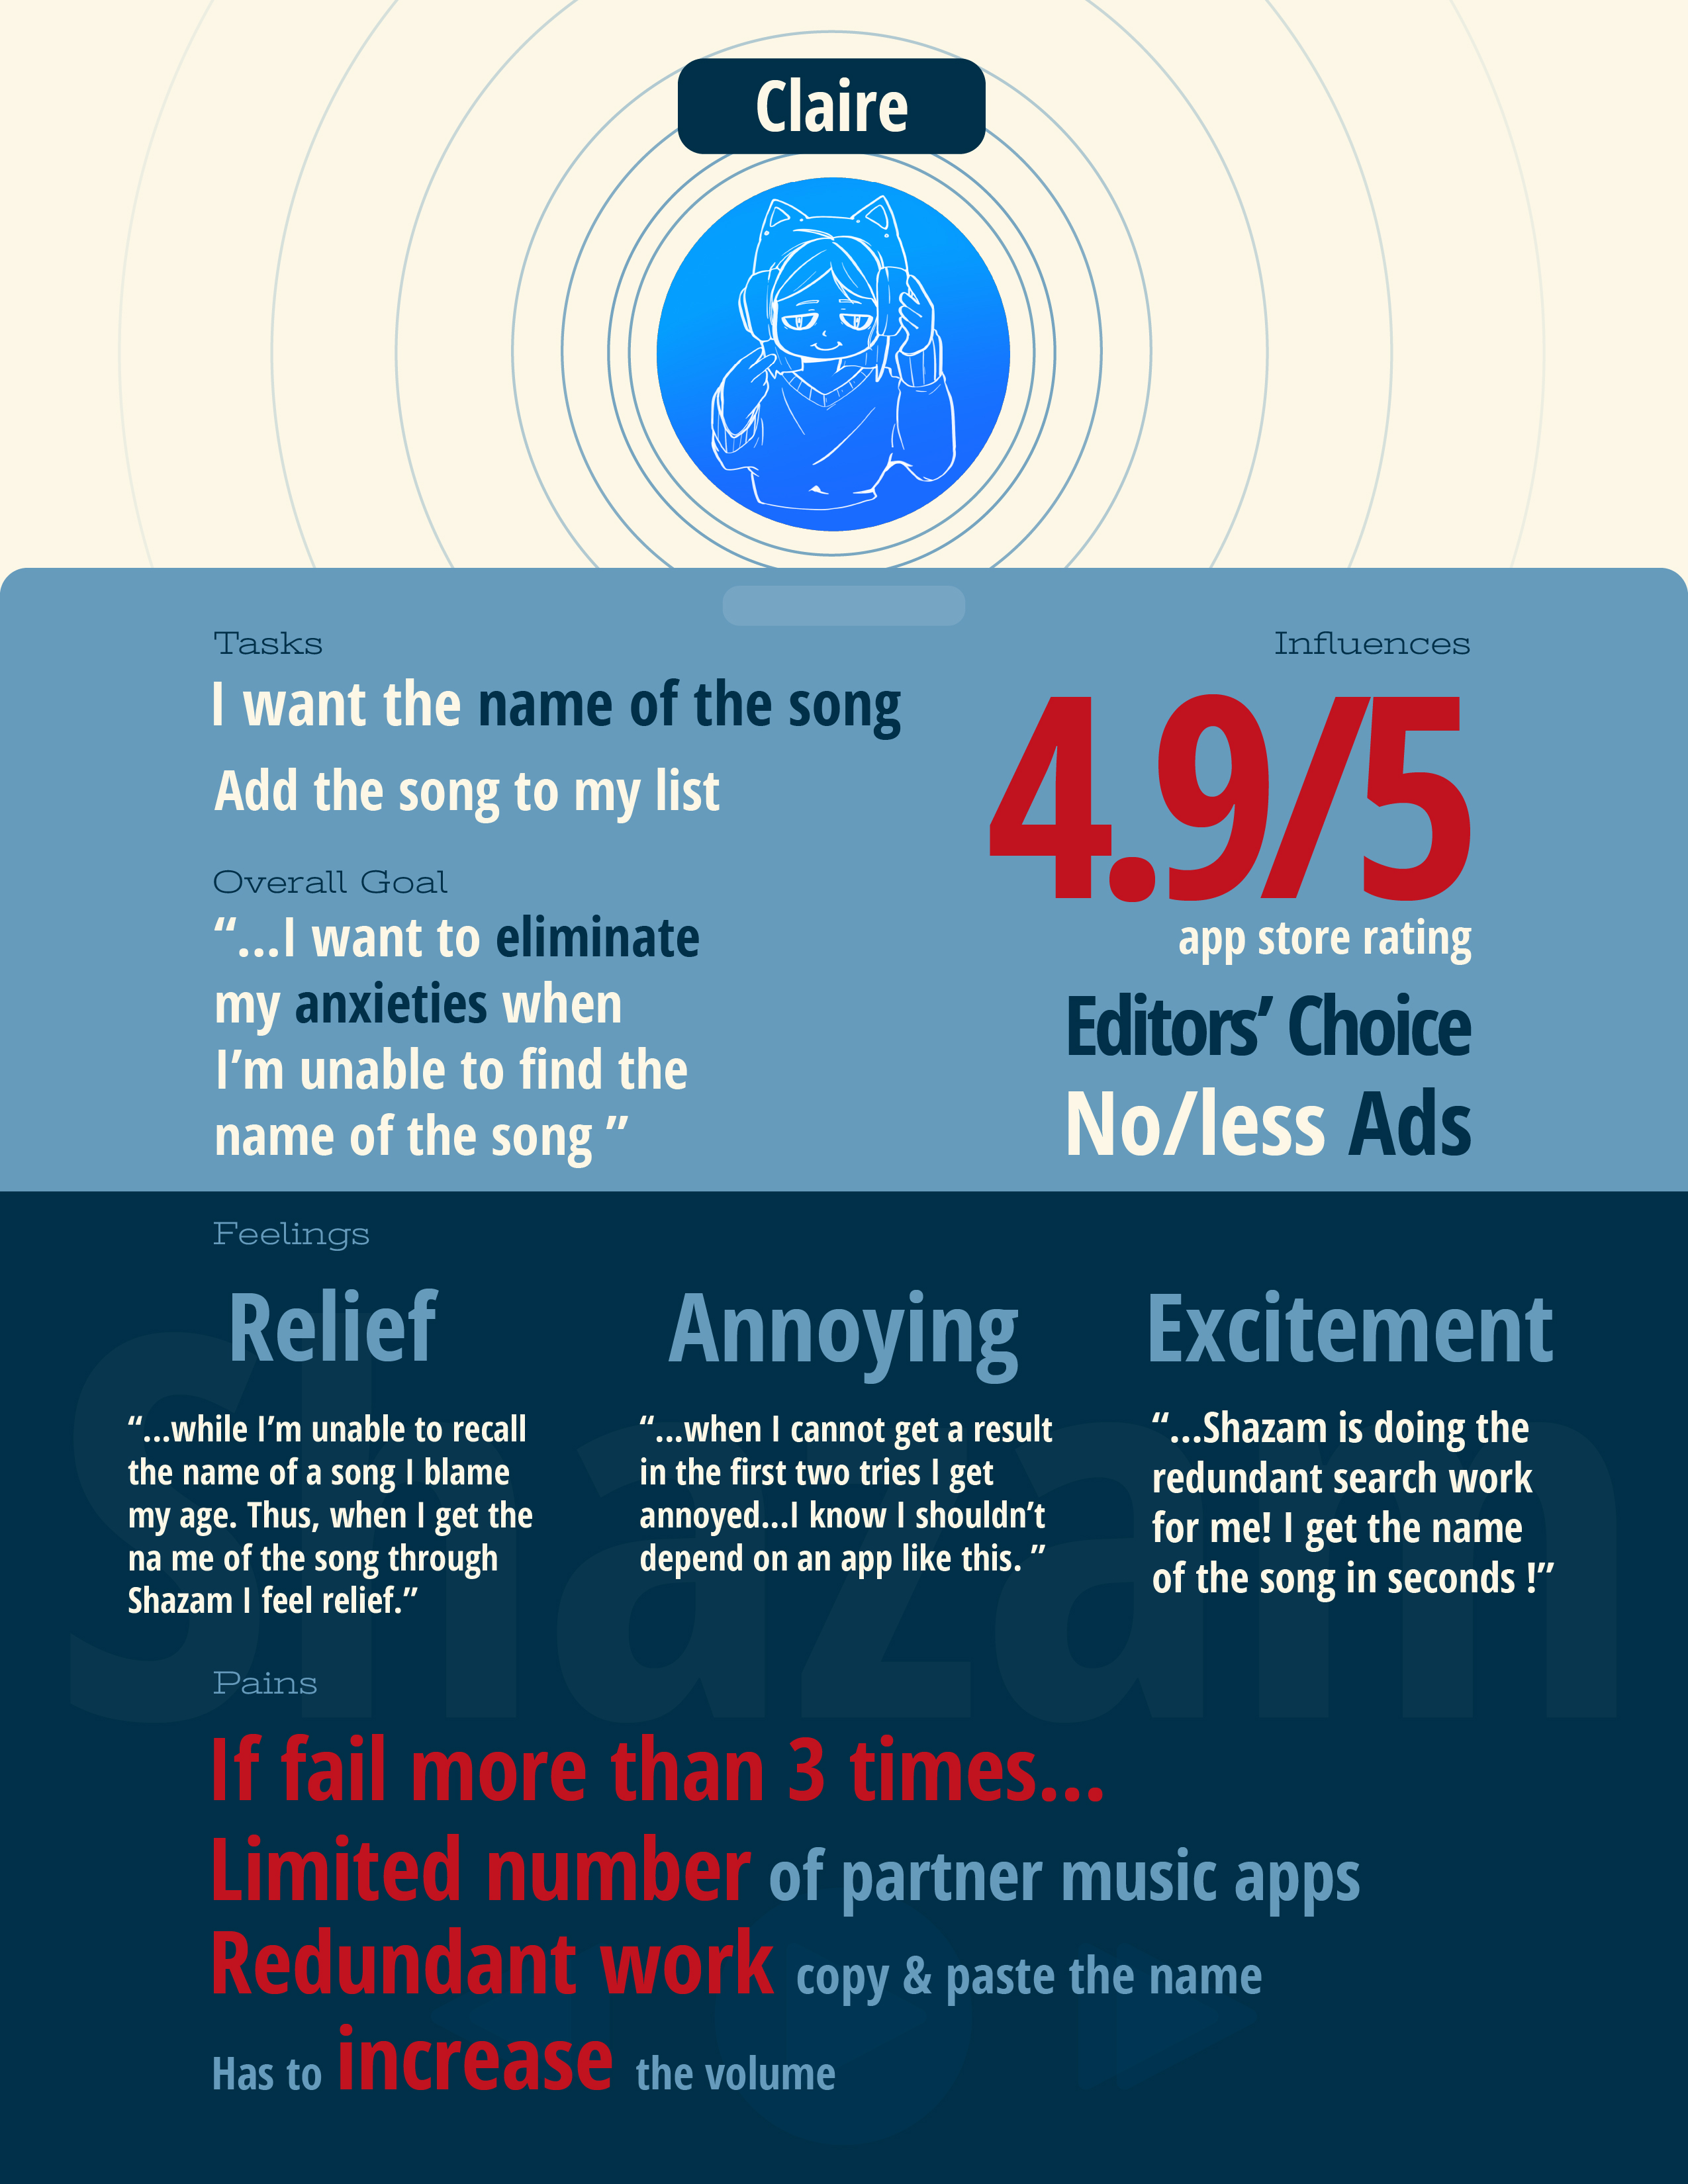 Claire
Tasks
I want the name of the song
Add the song to my list
Overall Goal
“...I want to eliminate
my anxieties when
I’m unable to find the
name of the song ”
Influences
4.9/5
app store rating
Editors’ Choice
No/less Ads
Feelings
Relief
“...while I’m unable to recall
the name of a song I blame
my age. Thus, when I get the
na me of the song through
Shazam I feel relief.”
Annoying
“...when I cannot get a result
in the first two tries I get
annoyed...I know I shouldn’t
depend on an app like this. ”
Excitement
“...Shazam is doing the
redundant search work
for me! I get the name
of the song in seconds !”
Shazam
Pains
If fail more than 3 times...
Limited number of partner music apps
Redundant work copy & paste the name
Has to increase the volume